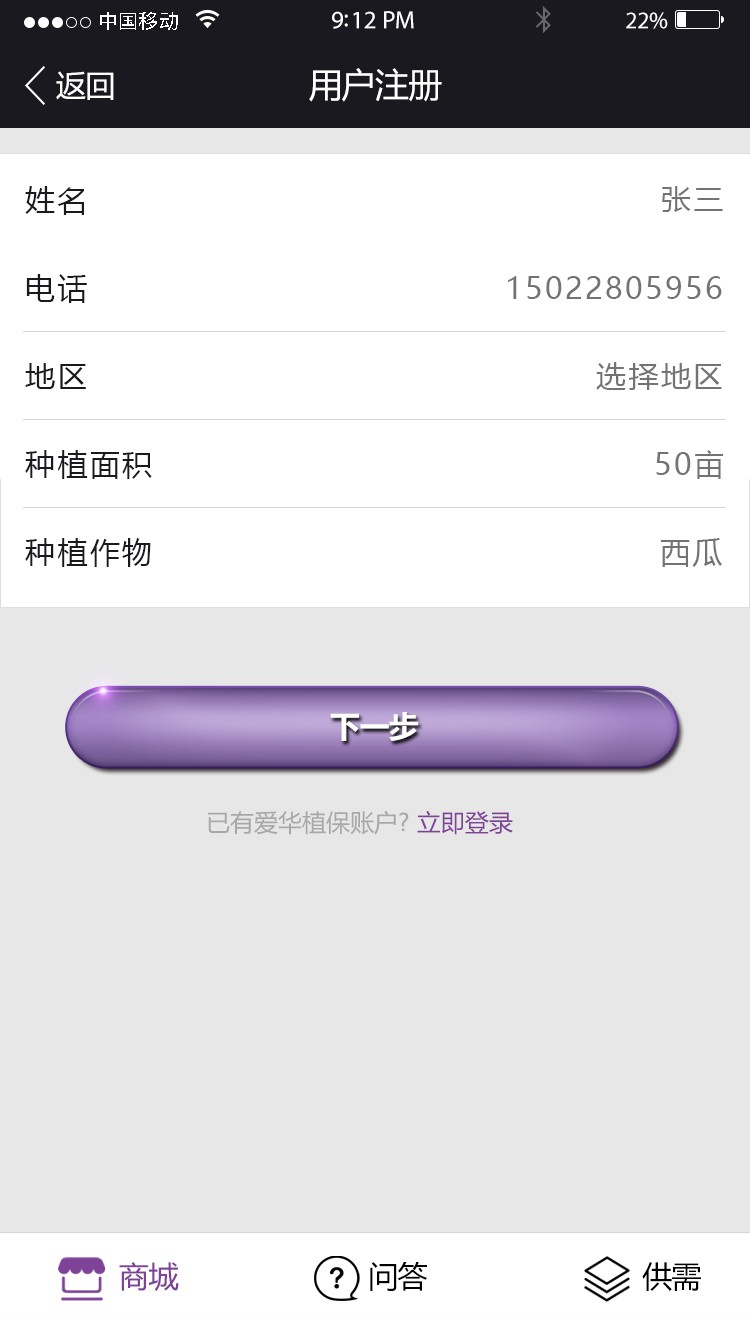 中国移动 9:12 PM 22%
返回 用户注册
姓名 张三
电话 15022805956
地区 选择地区
种植面积 50亩
种植作物 西瓜
下一步
已有爱华植保账户? 立即登录
商城 ? 问答 供需